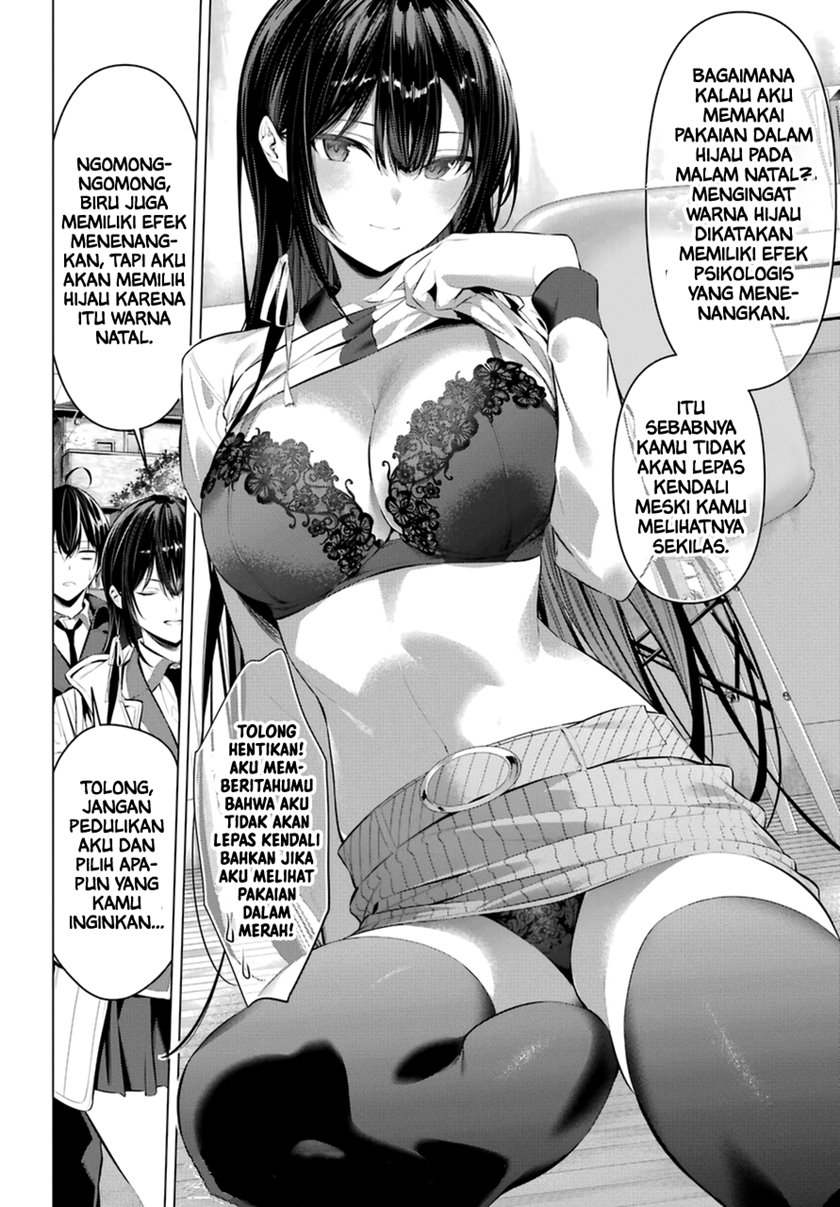 BAGAIMANA
KALAU AKU
MEMAKAI
PAKAIAN DALAM
HIJAU PADA
MALAM NATAL?
MENGINGAT
WARNA HIJAU
DIKATAKAN
MEMILIKI EFEK
PSIKOLOGIS
YANG MENE-
NANGKAN.
ITU
SEBABNYA
KAMU TIDAK
AKAN LEPAS
KENDALI
MESKI KAMU
MELIHATNYA
SEKILAS.
TOLONG
HENTIKAN!
AKU MEM-
BERITAHUMU
BAHWA AKU
TIDAK AKAN
LEPAS KENDALI
BAHKAN JIKA
AKU MELIHAT
PAKAIAN
DALAM
MERAH!
NGOMONG-
NGOMONG,
BIRU JUGA
MEMILIKI EFEK
MENENANG-
KAN, TAPI AKU
AKAN MEMILIH
HIJAU KARENA
ITU WARNA
NATAL.
TOLONG,
JANGAN
PEDULIKAN
AKU DAN
PILIH APA-
PUN YANG
KAMU
INGINKAN...